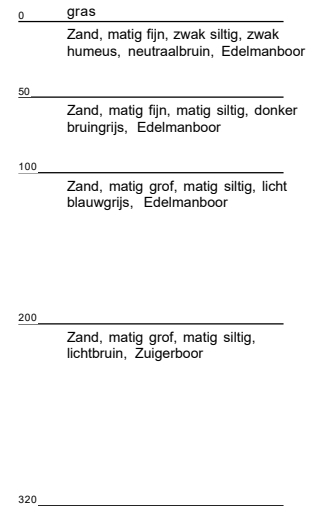 0 gras
Zand, matig fijn, zwak siltig, zwak
humeus, neutraalbruin, Edelmanboor
50
Zand, matig fijn, matig siltig, donker
bruingrijs, Edelmanboor
100
Zand, matig grof, matig siltig, licht
blauwgrijs, Edelmanboor
200
Zand, matig grof, matig siltig,
lichtbruin, Zuigerboor
320